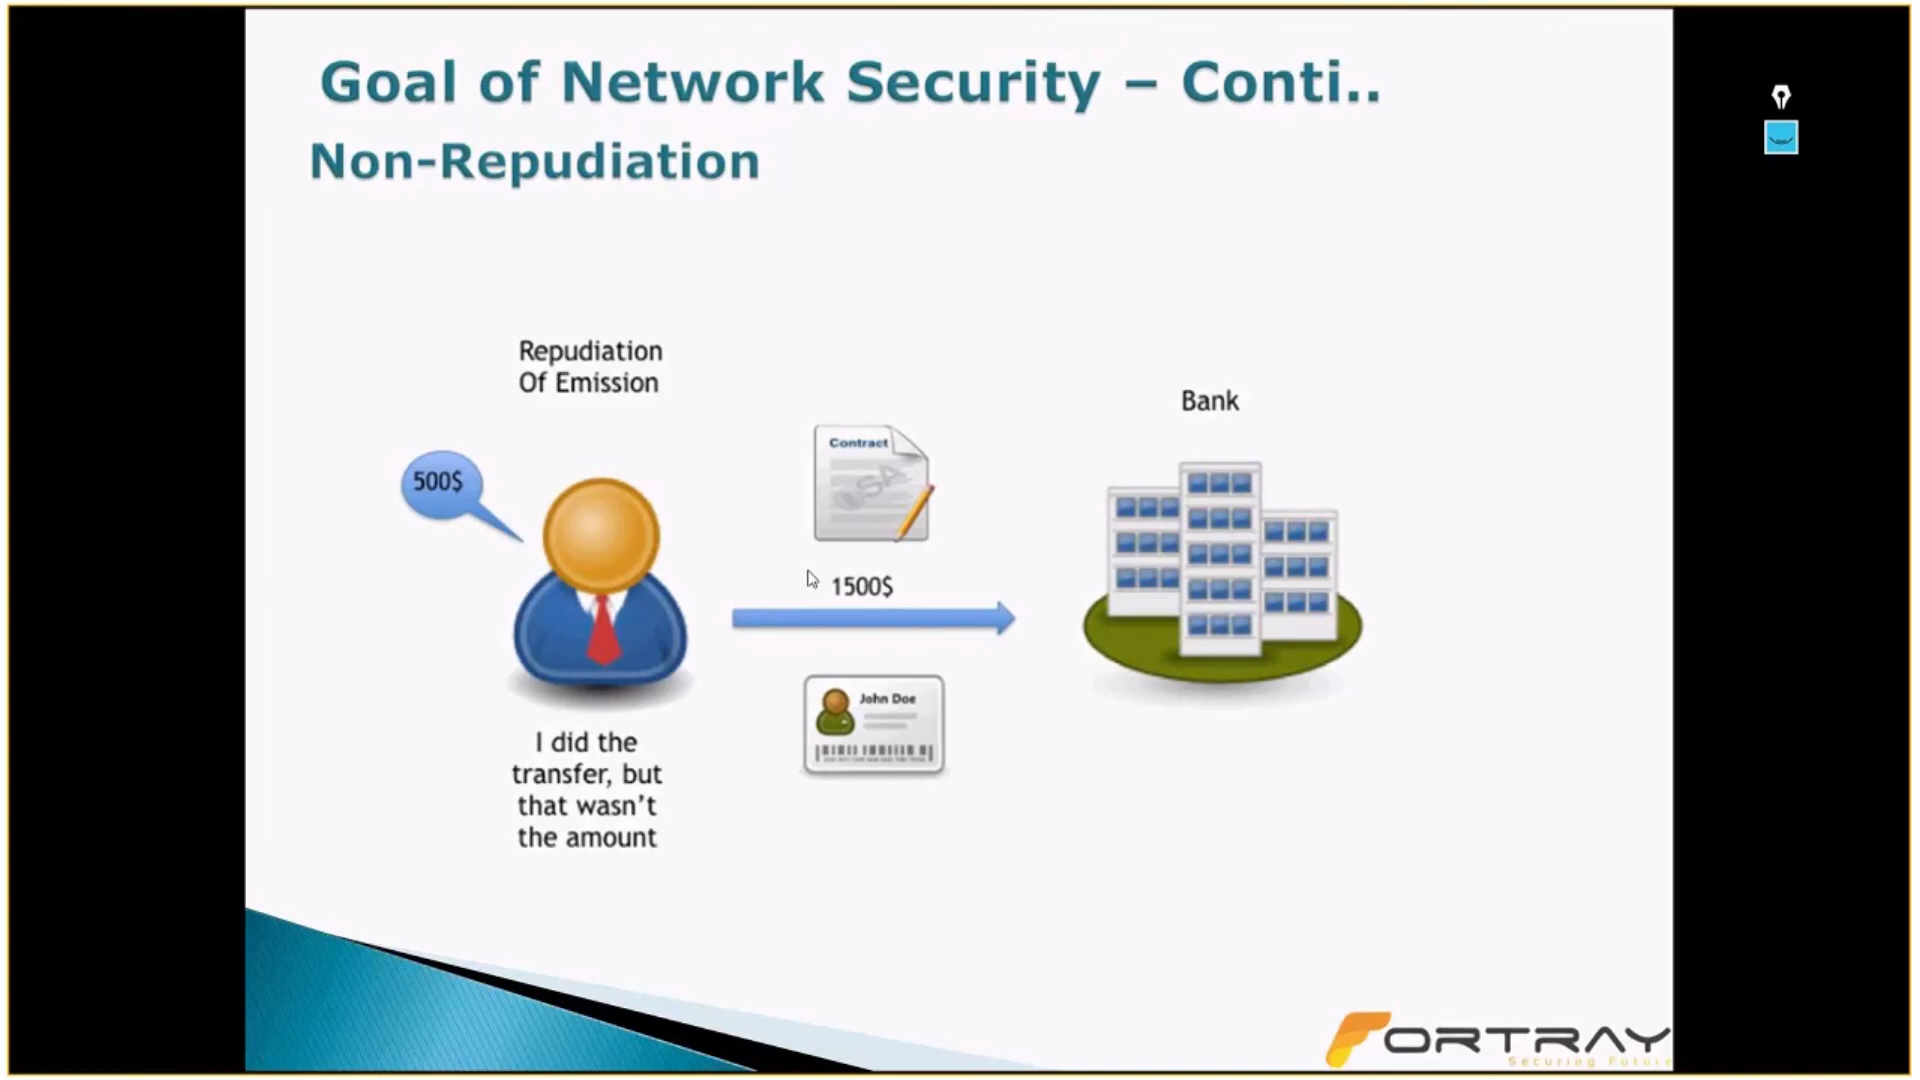 Goal of Network Security – Conti..
Non-Repudiation
Repudiation
Of Emission
Bank
Contract
500$
1500$
John Doe
I did the
transfer, but
that wasn't
the amount
FORTRAY
Securing Future